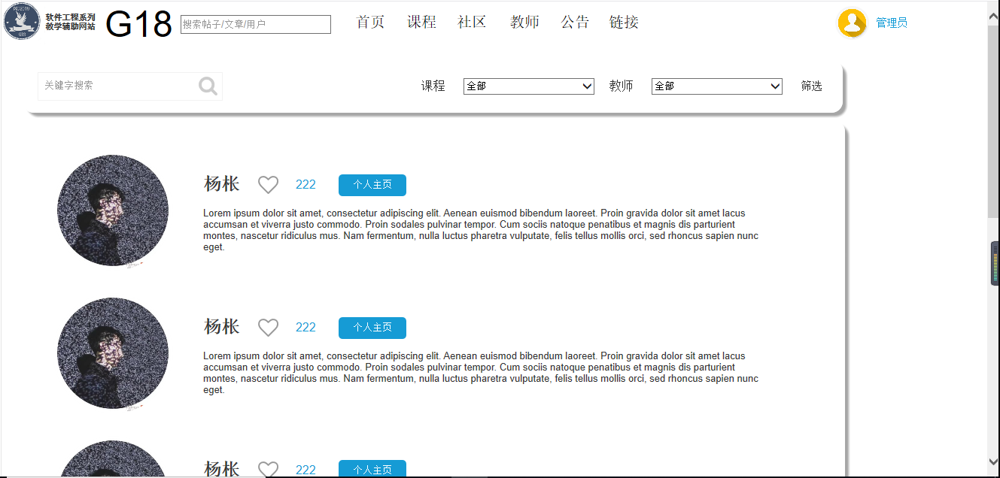 PRJ2019
G18
软件工程系列
教学辅助网站
G18
搜索帖子/文章/用户
首页
课程
社区
教师
公告
链接
管理员
关键字搜索
课程
全部
教师
全部
筛选
杨枨
222
个人主页
Lorem ipsum dolor sit amet, consectetur adipiscing elit. Aenean euismod bibendum laoreet. Proin gravida dolor sit amet lacus
accumsan et viverra justo commodo. Proin sodales pulvinar tempor. Cum sociis natoque penatibus et magnis dis parturient
montes, nascetur ridiculus mus. Nam fermentum, nulla luctus pharetra vulputate, felis tellus mollis orci, sed rhoncus sapien nunc
eget.
杨枨
222
个人主页
Lorem ipsum dolor sit amet, consectetur adipiscing elit. Aenean euismod bibendum laoreet. Proin gravida dolor sit amet lacus
accumsan et viverra justo commodo. Proin sodales pulvinar tempor. Cum sociis natoque penatibus et magnis dis parturient
montes, nascetur ridiculus mus. Nam fermentum, nulla luctus pharetra vulputate, felis tellus mollis orci, sed rhoncus sapien nunc
eget.
杨枨
222
个人主页